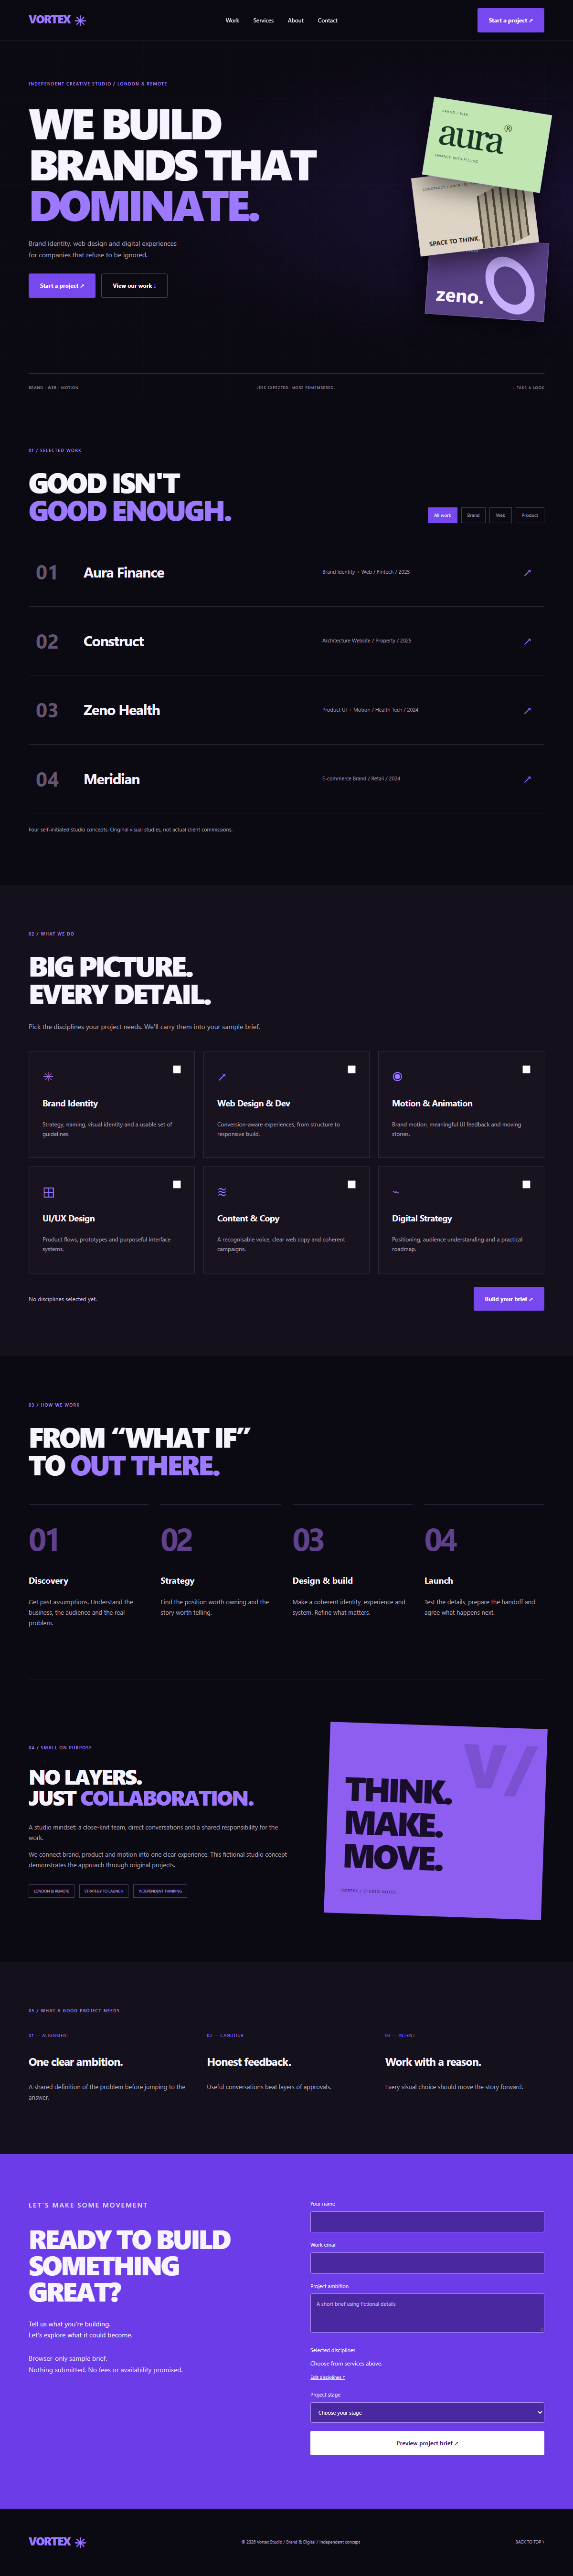 VORTEX ✳
Work Services About Contact
Start a project ↗
INDEPENDENT CREATIVE STUDIO / LONDON & REMOTE
WE BUILD
BRANDS THAT
DOMINATE.
Brand identity, web design and digital experiences
for companies that refuse to be ignored.
Start a project ↗ View our work ↓
BRAND / WEB
aura®
FINANCE, WITH FEELING.
SPACE TO THINK.
zeno.
BRAND · WEB · MOTION
LESS EXPECTED. MORE REMEMBERED.
↓ TAKE A LOOK
01 / SELECTED WORK
GOOD ISN'T
GOOD ENOUGH.
All work Brand Web Product
01 Aura Finance Brand Identity + Web / Fintech / 2025 ↗
02 Construct Architecture Website / Property / 2025 ↗
03 Zeno Health Product UI + Motion / Health Tech / 2024 ↗
04 Meridian E-commerce Brand / Retail / 2024 ↗
Four self-initiated studio concepts. Original visual studies, not actual client commissions.
02 / WHAT WE DO
BIG PICTURE.
EVERY DETAIL.
Pick the disciplines your project needs. We'll carry them into your sample brief.
Brand Identity
Strategy, naming, visual identity and a usable set of
guidelines.
Web Design & Dev
Conversion-aware experiences, from structure to
responsive build.
Motion & Animation
Brand motion, meaningful UI feedback and moving
stories.
UI/UX Design
Product flows, prototypes and purposeful interface
systems.
Content & Copy
A recognisable voice, clear web copy and coherent
campaigns.
Digital Strategy
Positioning, audience understanding and a practical
roadmap.
No disciplines selected yet.
Build your brief ↗
03 / HOW WE WORK
FROM “WHAT IF”
TO OUT THERE.
01
Discovery
Get past assumptions. Understand the
business, the audience and the real
problem.
02
Strategy
Find the position worth owning and the
story worth telling.
03
Design & build
Make a coherent identity, experience and
system. Refine what matters.
04
Launch
Test the details, prepare the handoff and
agree what happens next.
04 / SMALL ON PURPOSE
NO LAYERS.
JUST COLLABORATION.
A studio mindset: a close-knit team, direct conversations and a shared responsibility for the
work.
We connect brand, product and motion into one clear experience. This fictional studio concept
demonstrates the approach through original projects.
LONDON & REMOTE STRATEGY TO LAUNCH INDEPENDENT THINKING
V/
THINK.
MAKE.
MOVE.
VORTEX / STUDIO NOTES
05 / WHAT A GOOD PROJECT NEEDS
01 — ALIGNMENT
One clear ambition.
A shared definition of the problem before jumping to the
answer.
02 — CANDOUR
Honest feedback.
Useful conversations beat layers of approvals.
03 — INTENT
Work with a reason.
Every visual choice should move the story forward.
LET'S MAKE SOME MOVEMENT
READY TO BUILD
SOMETHING
GREAT?
Tell us what you're building.
Let's explore what it could become.
Browser-only sample brief.
Nothing submitted. No fees or availability promised.
Your name
Work email
Project ambition
A short brief using fictional details
Selected disciplines
Choose from services above.
Edit disciplines ↑
Project stage
Choose your stage
Preview project brief ↗
VORTEX ✳
© 2026 Vortex Studio / Brand & Digital / Independent concept
BACK TO TOP ↑